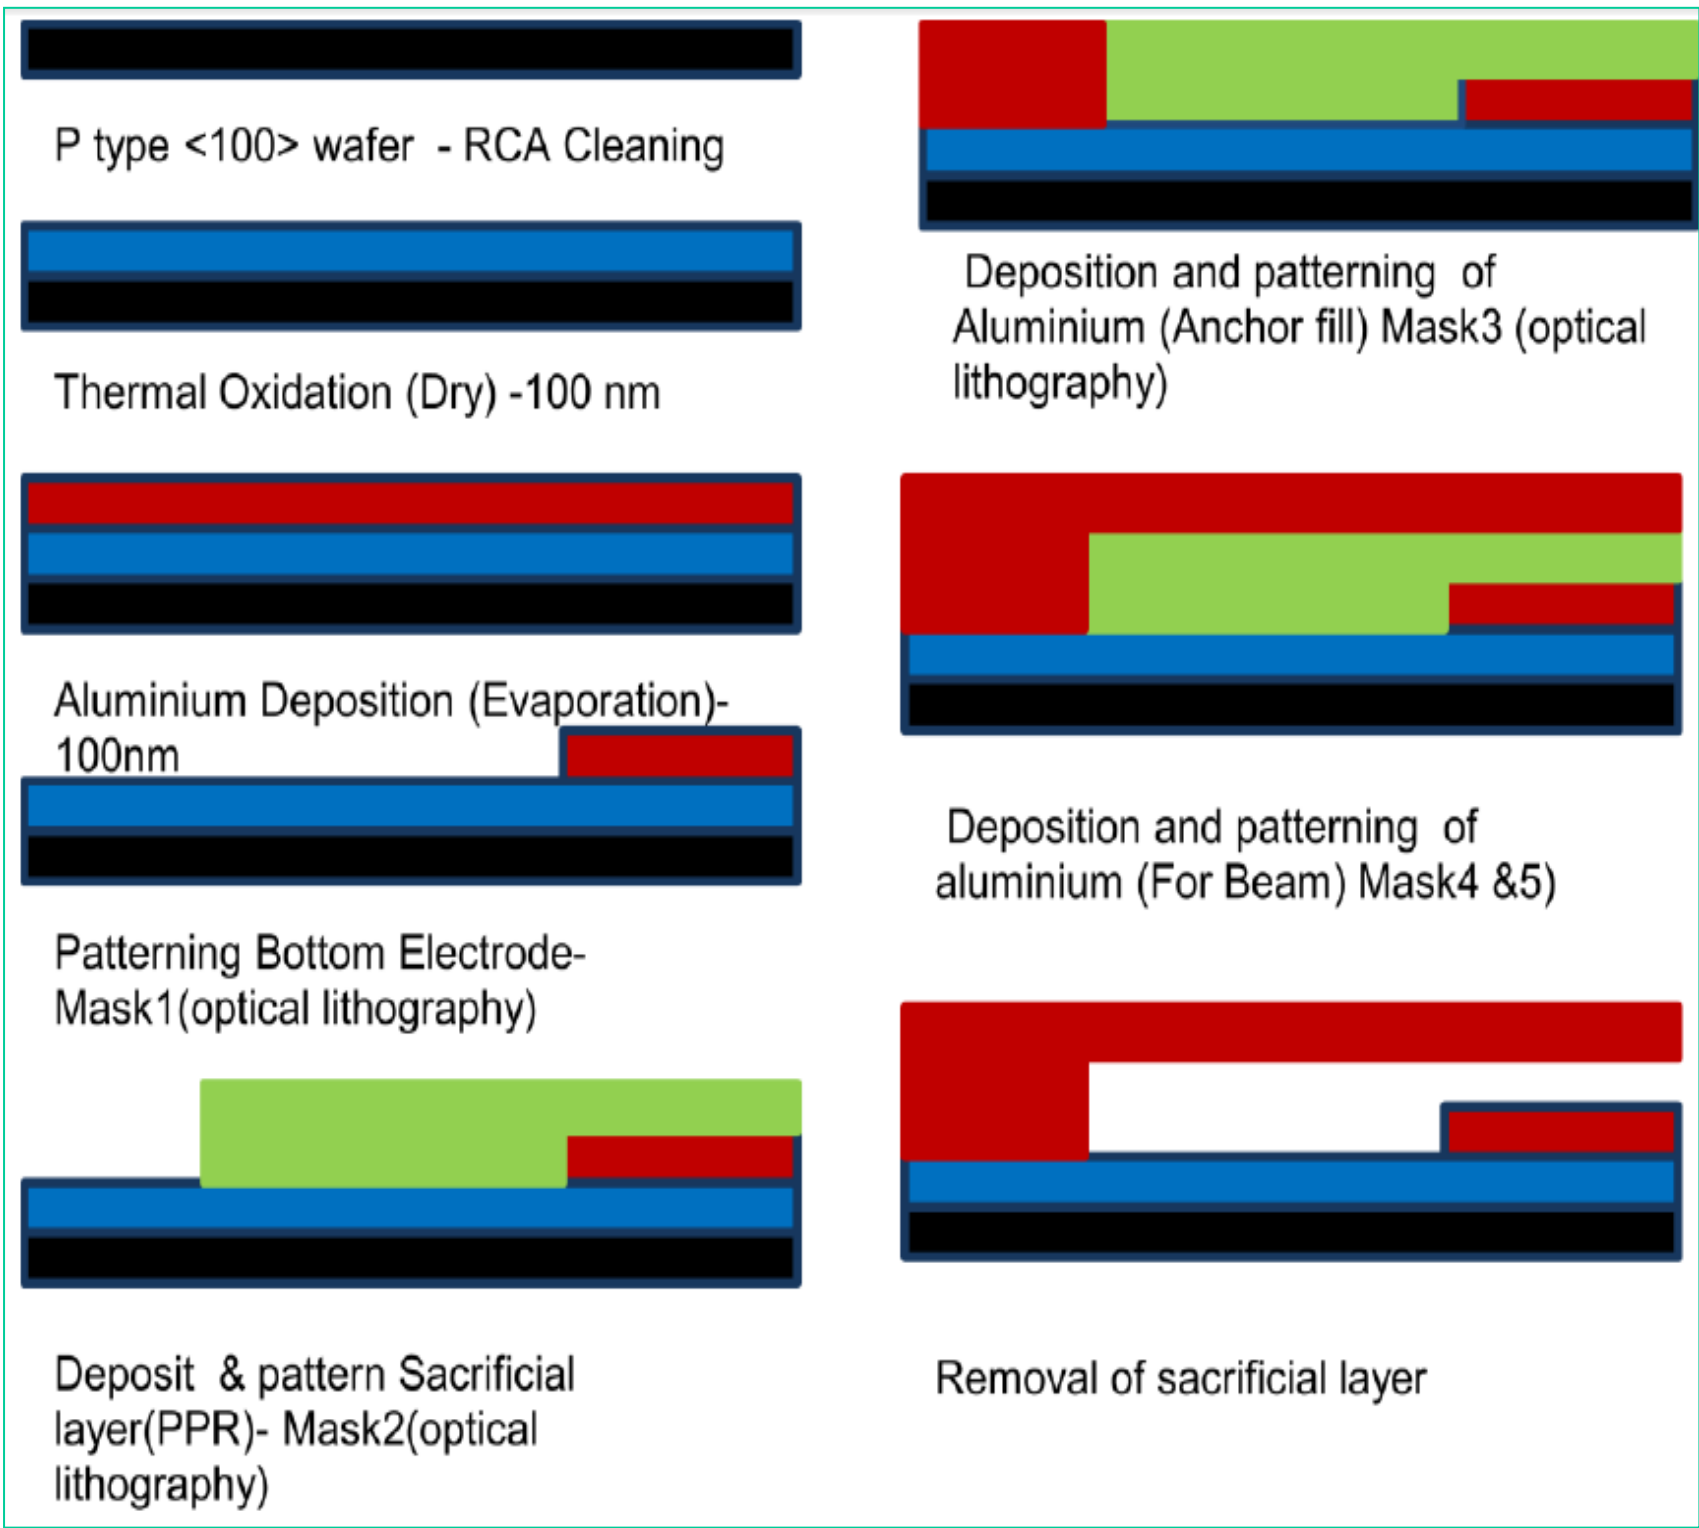 P type <100> wafer  - RCA Cleaning
Thermal Oxidation (Dry) -100 nm
Aluminium Deposition (Evaporation)-
100nm
Patterning Bottom Electrode-
Mask1(optical lithography)
Deposit  & pattern Sacrificial
layer(PPR)- Mask2(optical
lithography)
Deposition and patterning  of
Aluminium (Anchor fill) Mask3 (optical
lithography)
Deposition and patterning  of
aluminium (For Beam) Mask4 &5)
Removal of sacrificial layer